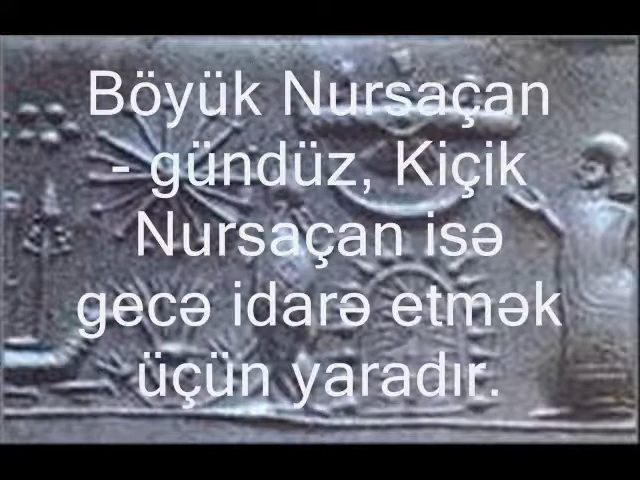 Böyük Nursaçan
- gündüz, Kiçik
Nursaçan isə
gecə idarə etmək
üçün yaradır.